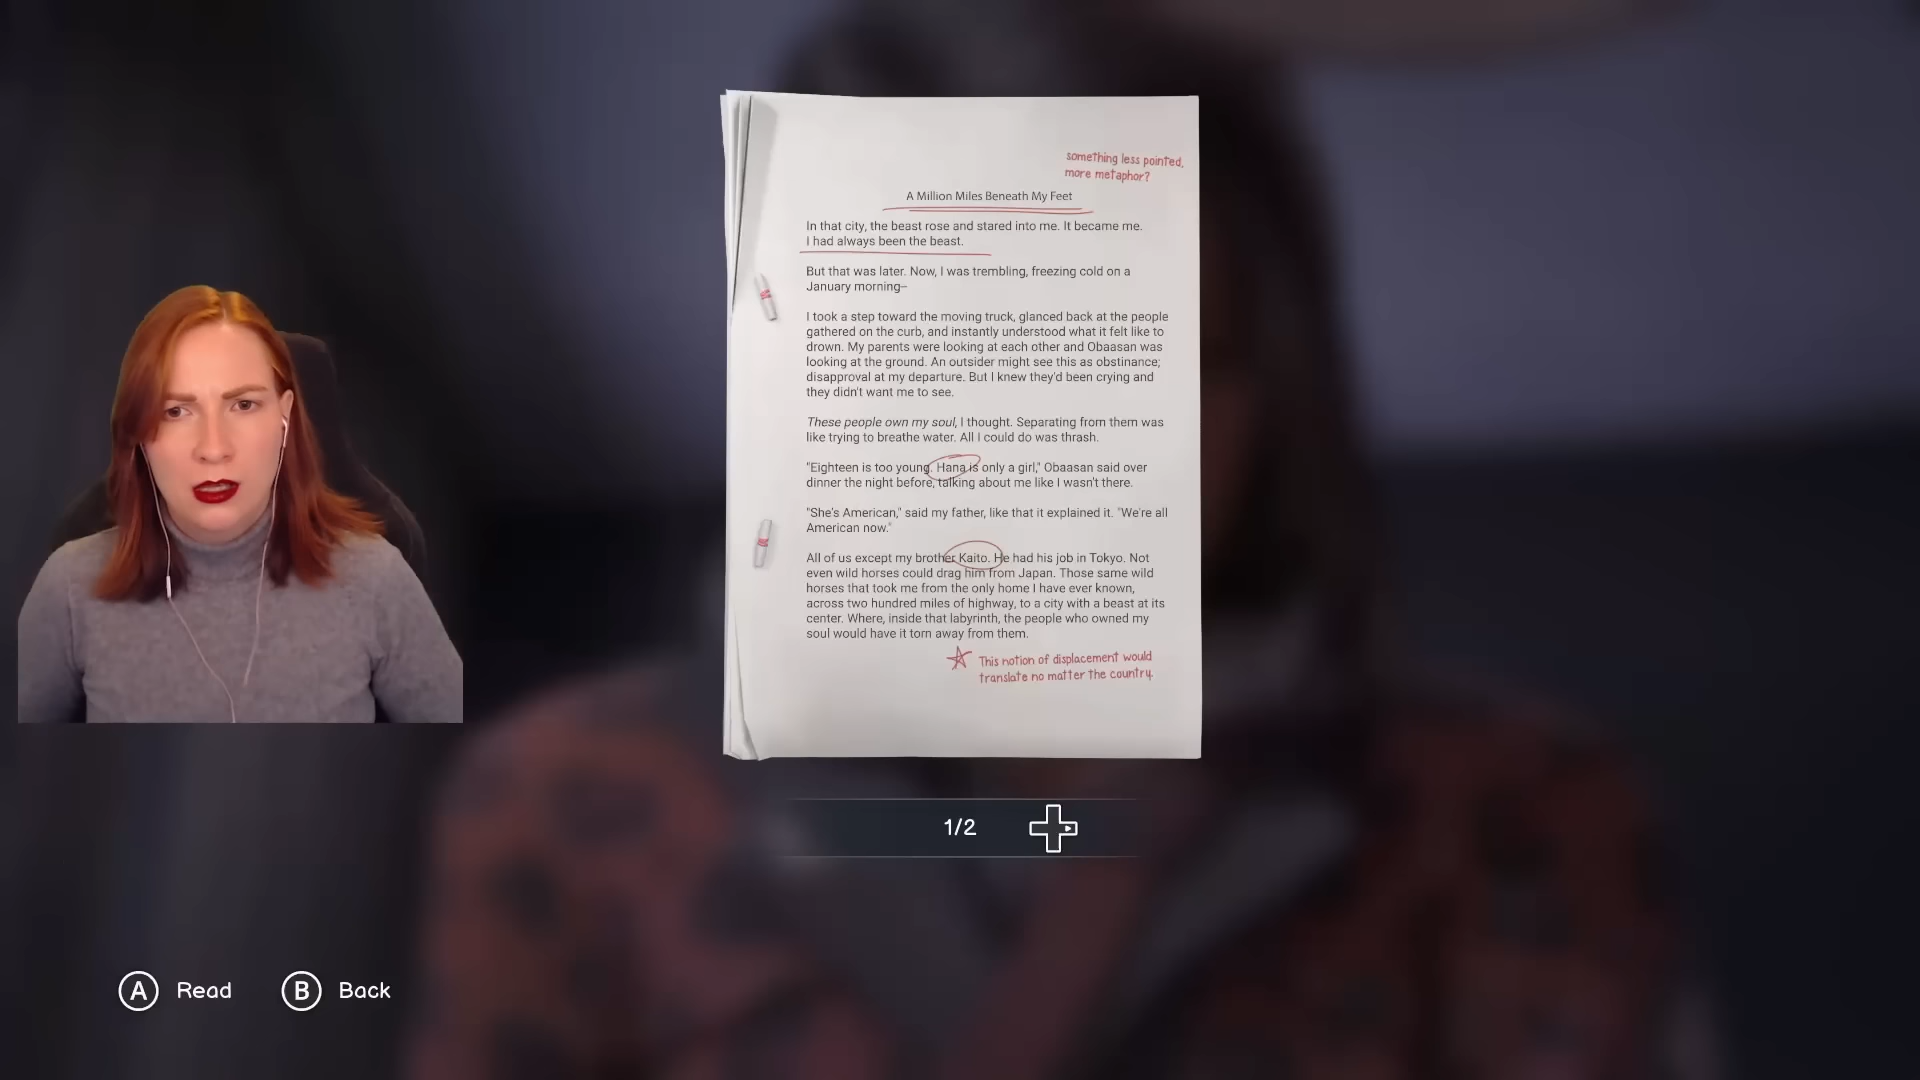 something less pointed,
more metaphor?
A Million Miles Beneath My Feet
In that city, the beast rose and stared into me. It became me.
I had always been the beast.
But that was later. Now, I was trembling, freezing cold on a
January morning–
I took a step toward the moving truck, glanced back at the people
gathered on the curb, and instantly understood what it felt like to
drown. My parents were looking at each other and Obaasan was
looking at the ground. An outsider might see this as obstinance;
disapproval at my departure. But I knew they'd been crying and
they didn't want me to see.
These people own my soul, I thought. Separating from them was
like trying to breathe water. All I could do was thrash.
"Eighteen is too young. Hana is only a girl," Obaasan said over
dinner the night before, talking about me like I wasn't there.
"She's American," said my father, like that it explained it. "We're all
American now."
All of us except my brother Kaito. He had his job in Tokyo. Not
even wild horses could drag him from Japan. Those same wild
horses that took me from the only home I have ever known,
across two hundred miles of highway, to a city with a beast at its
center. Where, inside that labyrinth, the people who owned my
soul would have it torn away from them.
This notion of displacement would
translate no matter the country.
1/2
A Read B Back